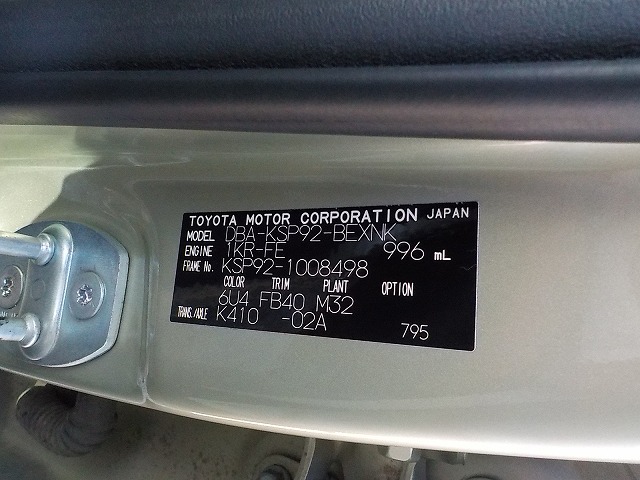 TOYOTA MOTOR CORPORATION JAPAN
MODEL DBA-KSP92-BEXNK
ENGINE 1KR-FE 996 mL
FRAME No. KSP92-1008498
COLOR TRIM PLANT OPTION
6U4 FB40 M32
TRANS./AXLE K410 -02A 795